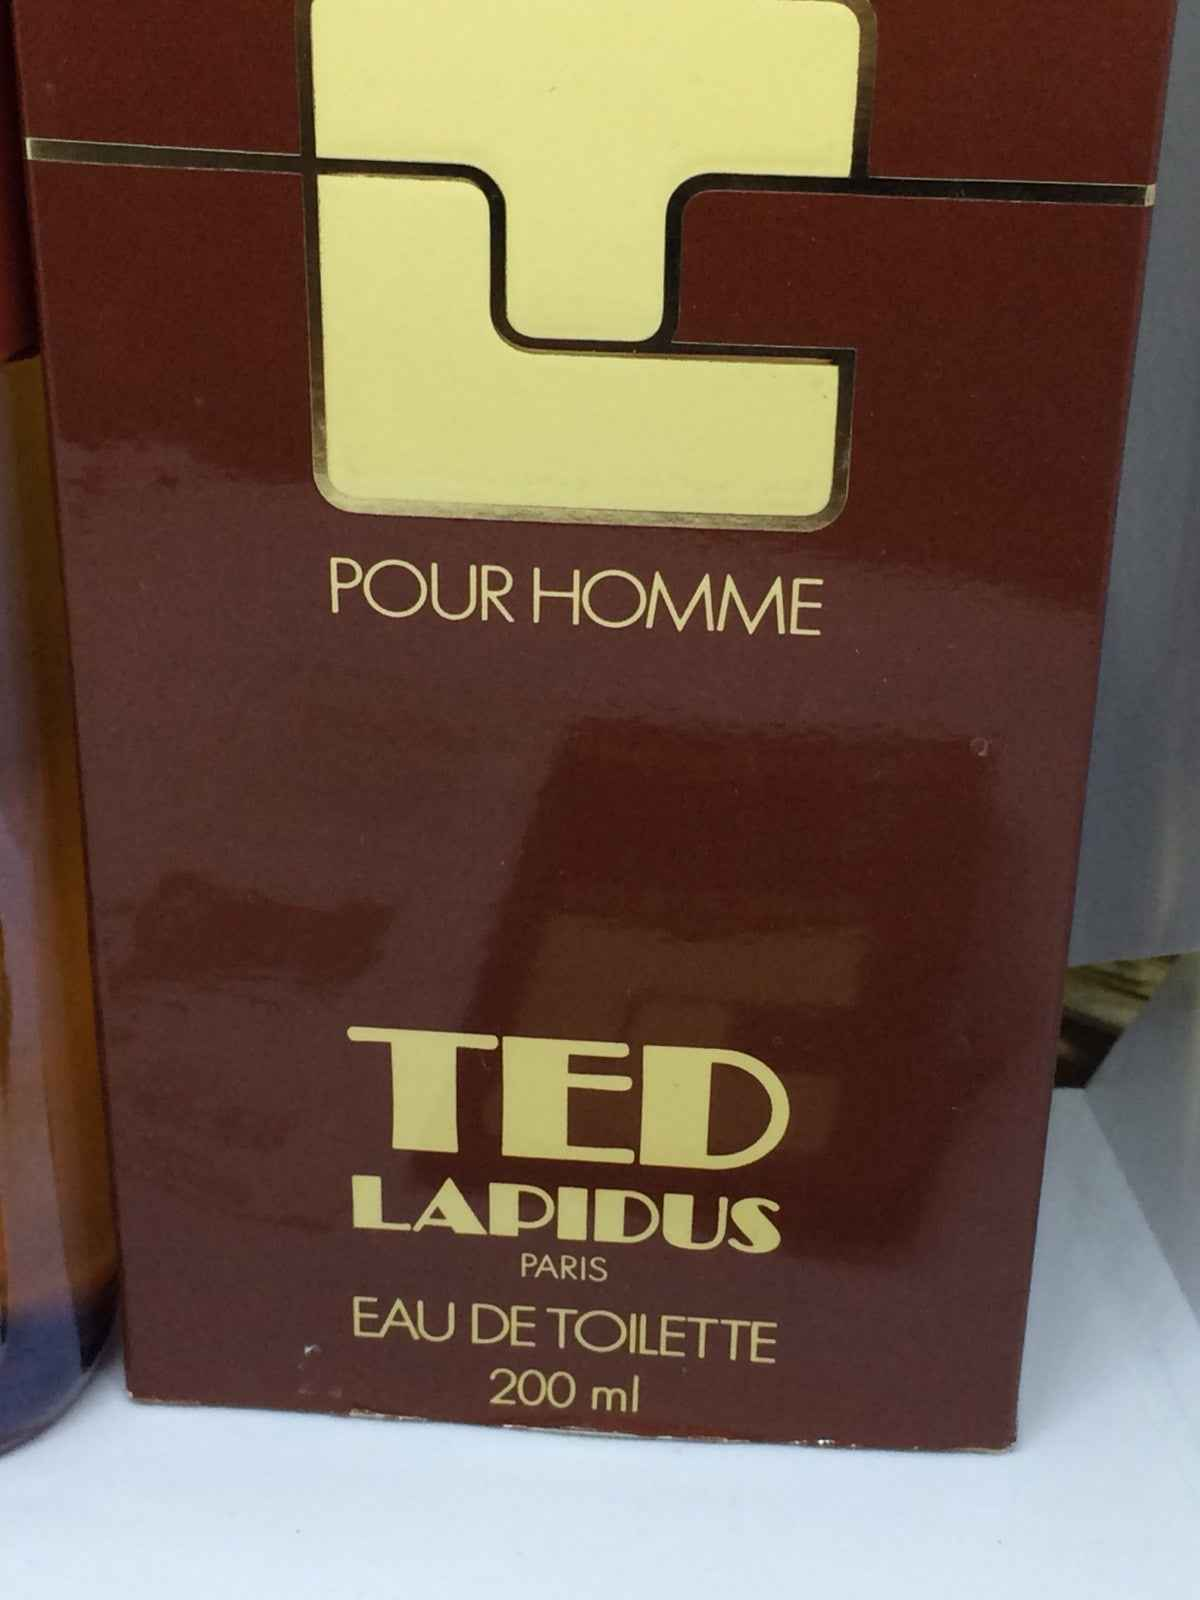 POUR HOMME
TED
LAPIDUS
PARIS
EAU DE TOILETTE
200 ml